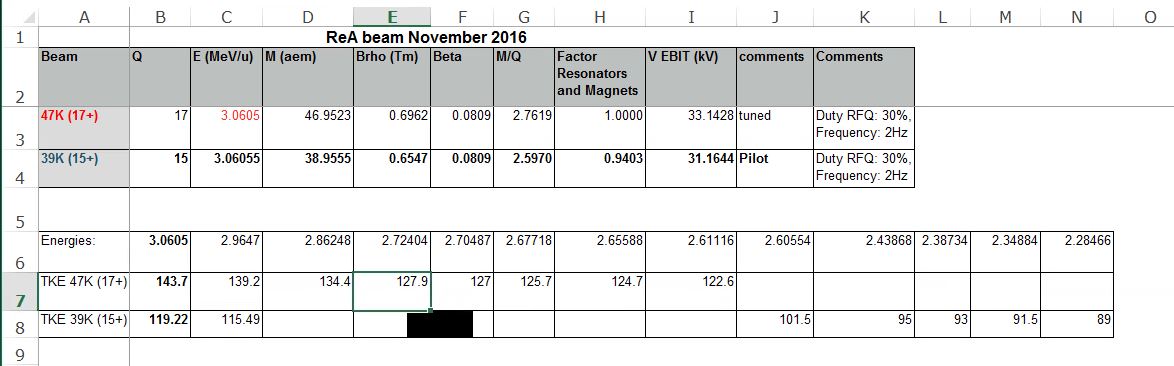 A B C D E F G H I J K L M N O
1 ReA beam November 2016
2 Beam Q E (MeV/u) M (aem) Brho (Tm) Beta M/Q Factor Resonators and Magnets V EBIT (kV) comments Comments
3 47K (17+) 17 3.0605 46.9523 0.6962 0.0809 2.7619 1.0000 33.1428 tuned Duty RFQ: 30%, Frequency: 2Hz
4 39K (15+) 15 3.06055 38.9555 0.6547 0.0809 2.5970 0.9403 31.1644 Pilot Duty RFQ: 30%, Frequency: 2Hz
5
6 Energies: 3.0605 2.9647 2.86248 2.72404 2.70487 2.67718 2.65588 2.61116 2.60554 2.43868 2.38734 2.34884 2.28466
7 TKE 47K (17+) 143.7 139.2 134.4 127.9 127 125.7 124.7 122.6
8 TKE 39K (15+) 119.22 115.49 101.5 95 93 91.5 89
9